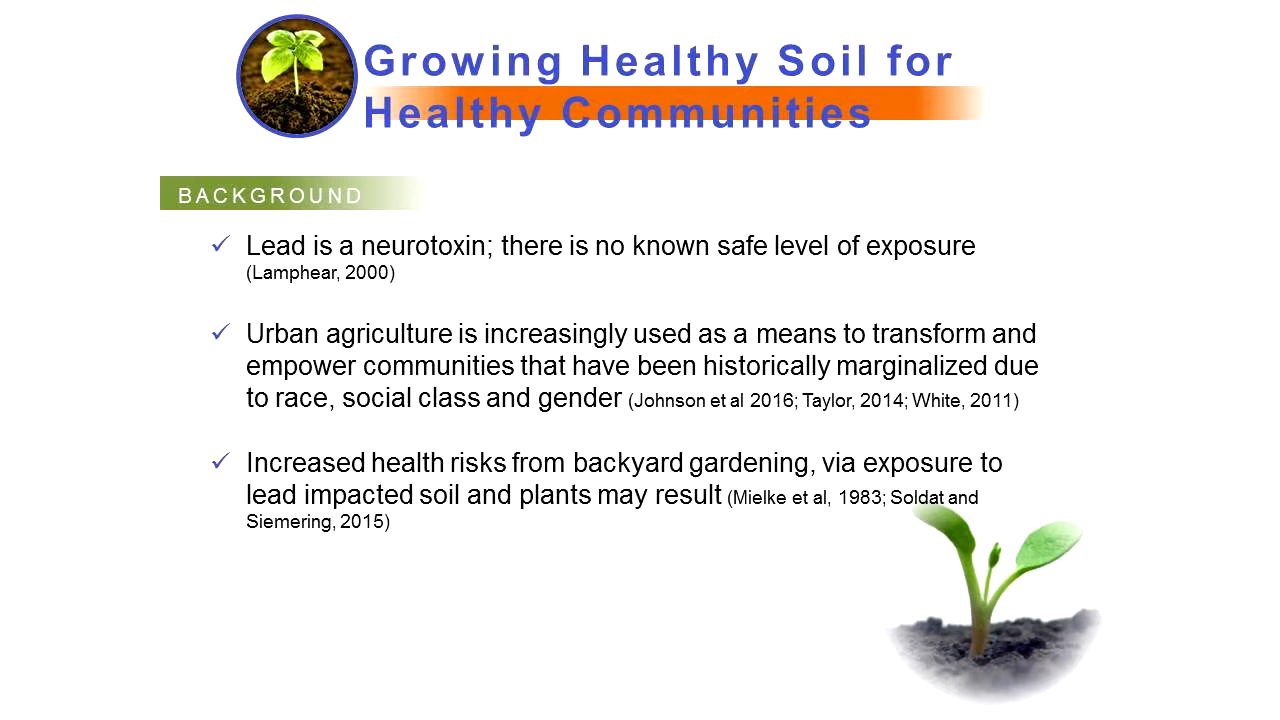 Growing Healthy Soil for
Healthy Communities
BACKGROUND
✓ Lead is a neurotoxin; there is no known safe level of exposure
(Lamphear, 2000)
✓ Urban agriculture is increasingly used as a means to transform and
empower communities that have been historically marginalized due
to race, social class and gender (Johnson et al 2016; Taylor, 2014; White, 2011)
✓ Increased health risks from backyard gardening, via exposure to
lead impacted soil and plants may result (Mielke et al, 1983; Soldat and
Siemering, 2015)